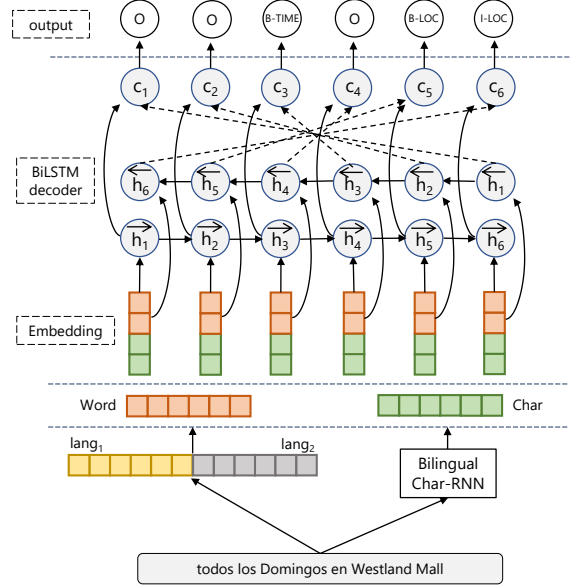 output O O B-TIME O B-LOC I-LOC
c₁ c₂ c₃ c₄ c₅ c₆
BiLSTM
decoder
h₆ h₅ h₄ h₃ h₂ h₁
h₁ h₂ h₃ h₄ h₅ h₆
Embedding
Word Char
lang₁ lang₂
Bilingual
Char-RNN
todos los Domingos en Westland Mall